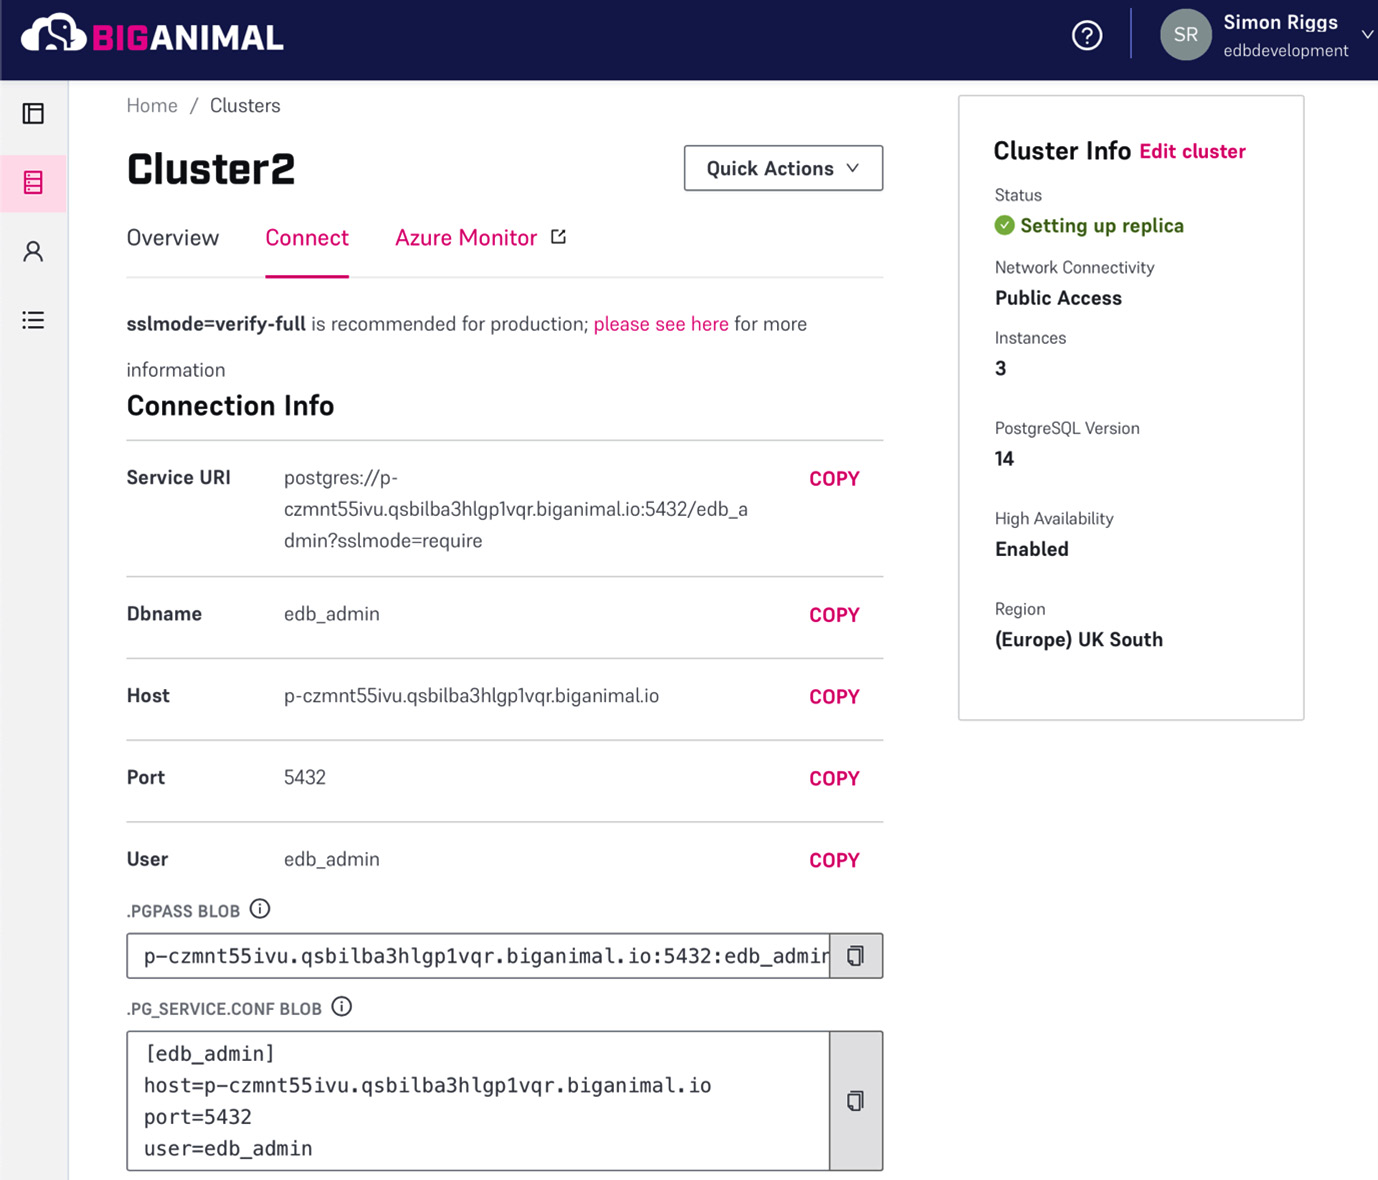 BIGANIMAL
Simon Riggs
SR
edbdevelopment
Home / Clusters
Cluster2
Quick Actions
Overview
Connect
Azure Monitor
sslmode=verify-full is recommended for production; please see here for more
information
Connection Info
Service URI
postgres://p-
COPY
czmnt55ivu.qsbilba3hlgp1vqr.biganimal.io:5432/edb_a
dmin?sslmode=require
Dbname
edb_admin
COPY
Host
p-czmnt55ivu.qsbilba3hlgp1vqr.biganimal.io
COPY
Port
5432
COPY
User
edb_admin
COPY
.PGPASS BLOB
p-czmnt55ivu.qsbilba3hlgp1vqr.biganimal.io:5432:edb_admin
.PG_SERVICE.CONF BLOB
[edb_admin]
host=p-czmnt55ivu.qsbilba3hlgp1vqr.biganimal.io
port=5432
user=edb_admin
Cluster Info Edit cluster
Status
Setting up replica
Network Connectivity
Public Access
Instances
3
PostgreSQL Version
14
High Availability
Enabled
Region
(Europe) UK South